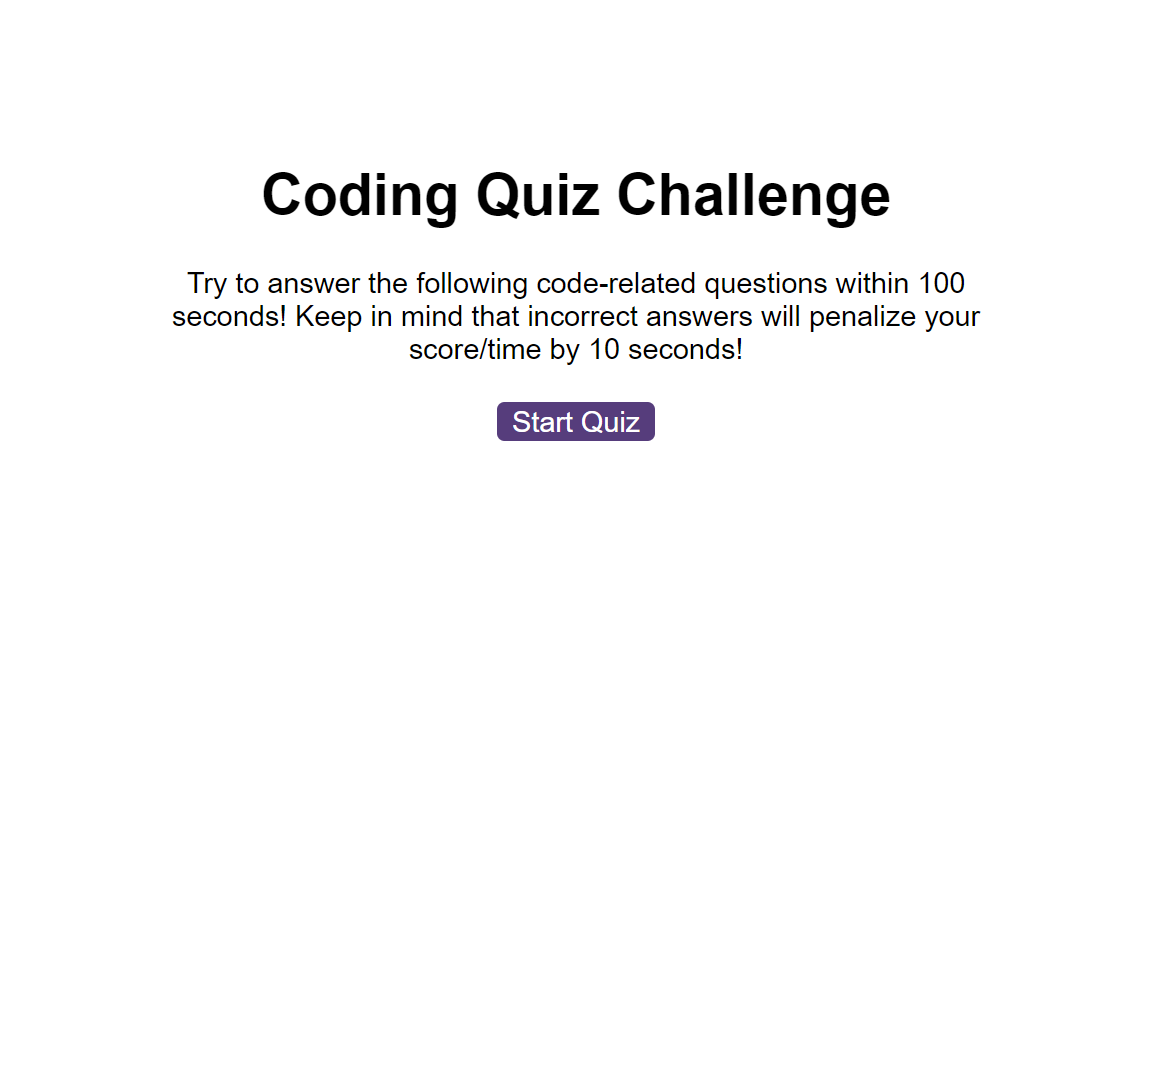 Coding Quiz Challenge
Try to answer the following code-related questions within 100
seconds! Keep in mind that incorrect answers will penalize your
score/time by 10 seconds!
Start Quiz